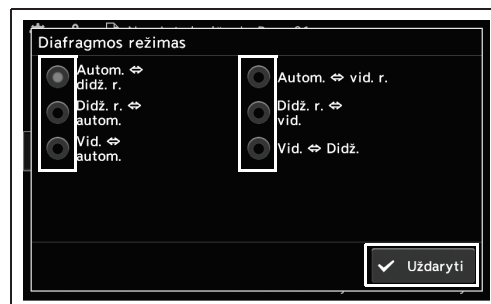 Diafragmos režimas
Autom. ⇔
didž. r.
Autom. ⇔ vid. r.
Didž. r. ⇔
autom.
Didž. r. ⇔
vid.
Vid. ⇔
autom.
Vid. ⇔ Didž.
Uždaryti